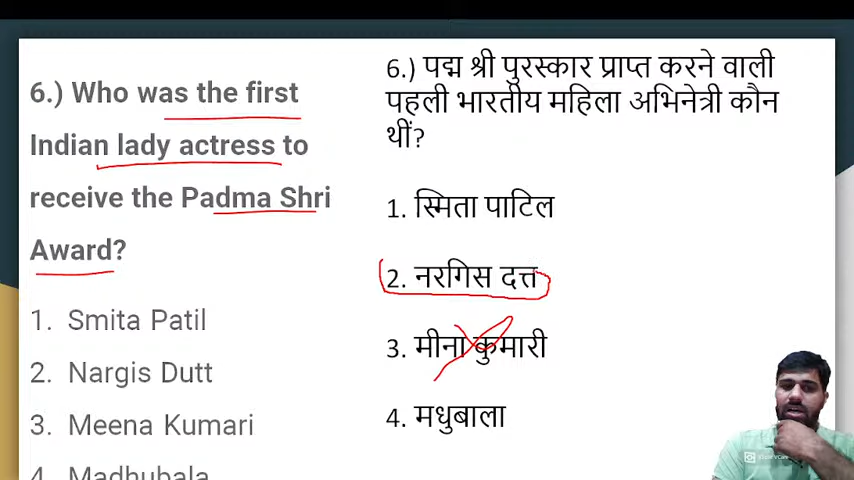 6.) Who was the first
Indian lady actress to
receive the Padma Shri
Award?
1. Smita Patil
2. Nargis Dutt
3. Meena Kumari
4. Madhubala
6.) पद्म श्री पुरस्कार प्राप्त करने वाली
पहली भारतीय महिला अभिनेत्री कौन
थीं?
1. स्मिता पाटिल
2. नरगिस दत्त
3. मीना कुमारी
4. मधुबाला